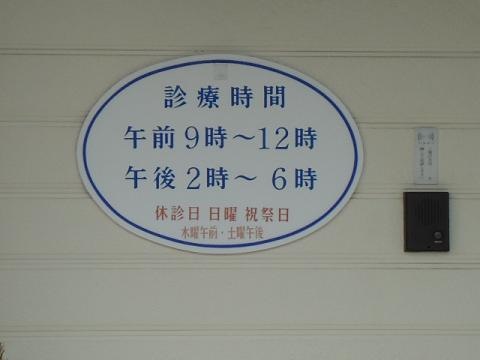 診療時間
午前9時～12時
午後2時～6時
休診日 日曜 祝祭日
木曜午前・土曜午後